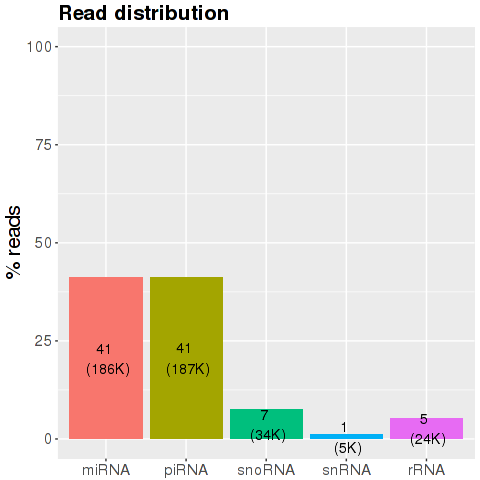 Read distribution
% reads
100
75
50
25
0
41
(186K)
41
(187K)
7
(34K)
1
(5K)
5
(24K)
miRNA piRNA snoRNA snRNA rRNA